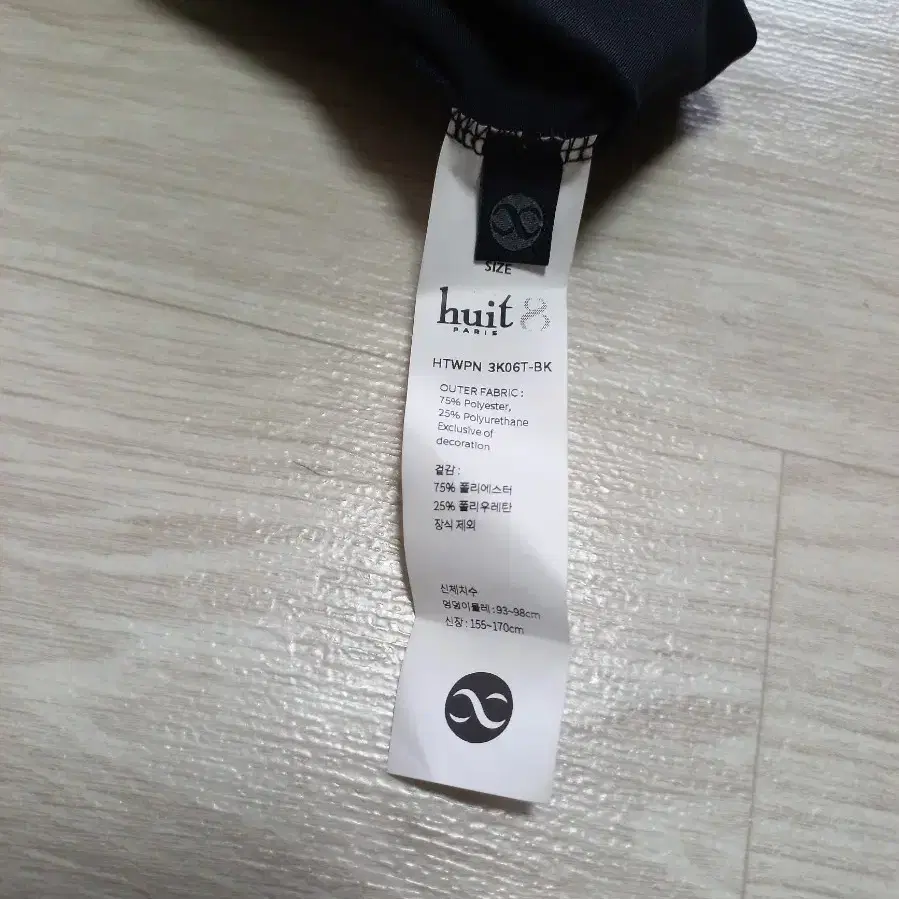 SIZE
huit 8
PARIS
HTWPN 3K06T-BK
OUTER FABRIC :
75% Polyester,
25% Polyurethane
Exclusive of
decoration
겉감 :
75% 폴리에스터
25% 폴리우레탄
장식 제외
신체치수
엉덩이둘레 : 93~98cm
신장 : 155~170cm